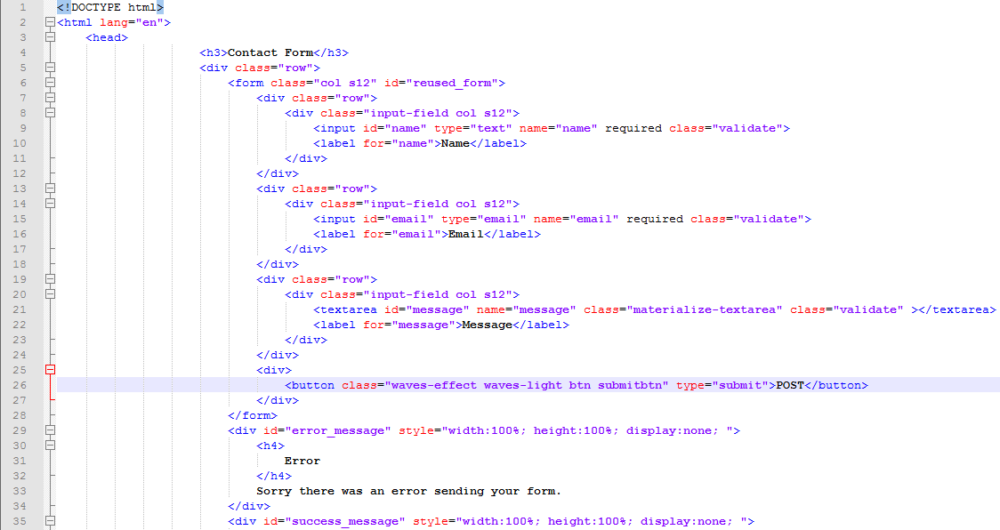 1 <!DOCTYPE html>
2 <html lang="en">
3 <head>
4 <h3>Contact Form</h3>
5 <div class="row">
6 <form class="col s12" id="reused_form">
7 <div class="row">
8 <div class="input-field col s12">
9 <input id="name" type="text" name="name" required class="validate">
10 <label for="name">Name</label>
11 </div>
12 </div>
13 <div class="row">
14 <div class="input-field col s12">
15 <input id="email" type="email" name="email" required class="validate">
16 <label for="email">Email</label>
17 </div>
18 </div>
19 <div class="row">
20 <div class="input-field col s12">
21 <textarea id="message" name="message" class="materialize-textarea" class="validate" ></textarea>
22 <label for="message">Message</label>
23 </div>
24 </div>
25 <div>
26 <button class="waves-effect waves-light btn submitbtn" type="submit">POST</button>
27 </div>
28 </form>
29 <div id="error_message" style="width:100%; height:100%; display:none; ">
30 <h4>
31 Error
32 </h4>
33 Sorry there was an error sending your form.
34 </div>
35 <div id="success_message" style="width:100%; height:100%; display:none; ">